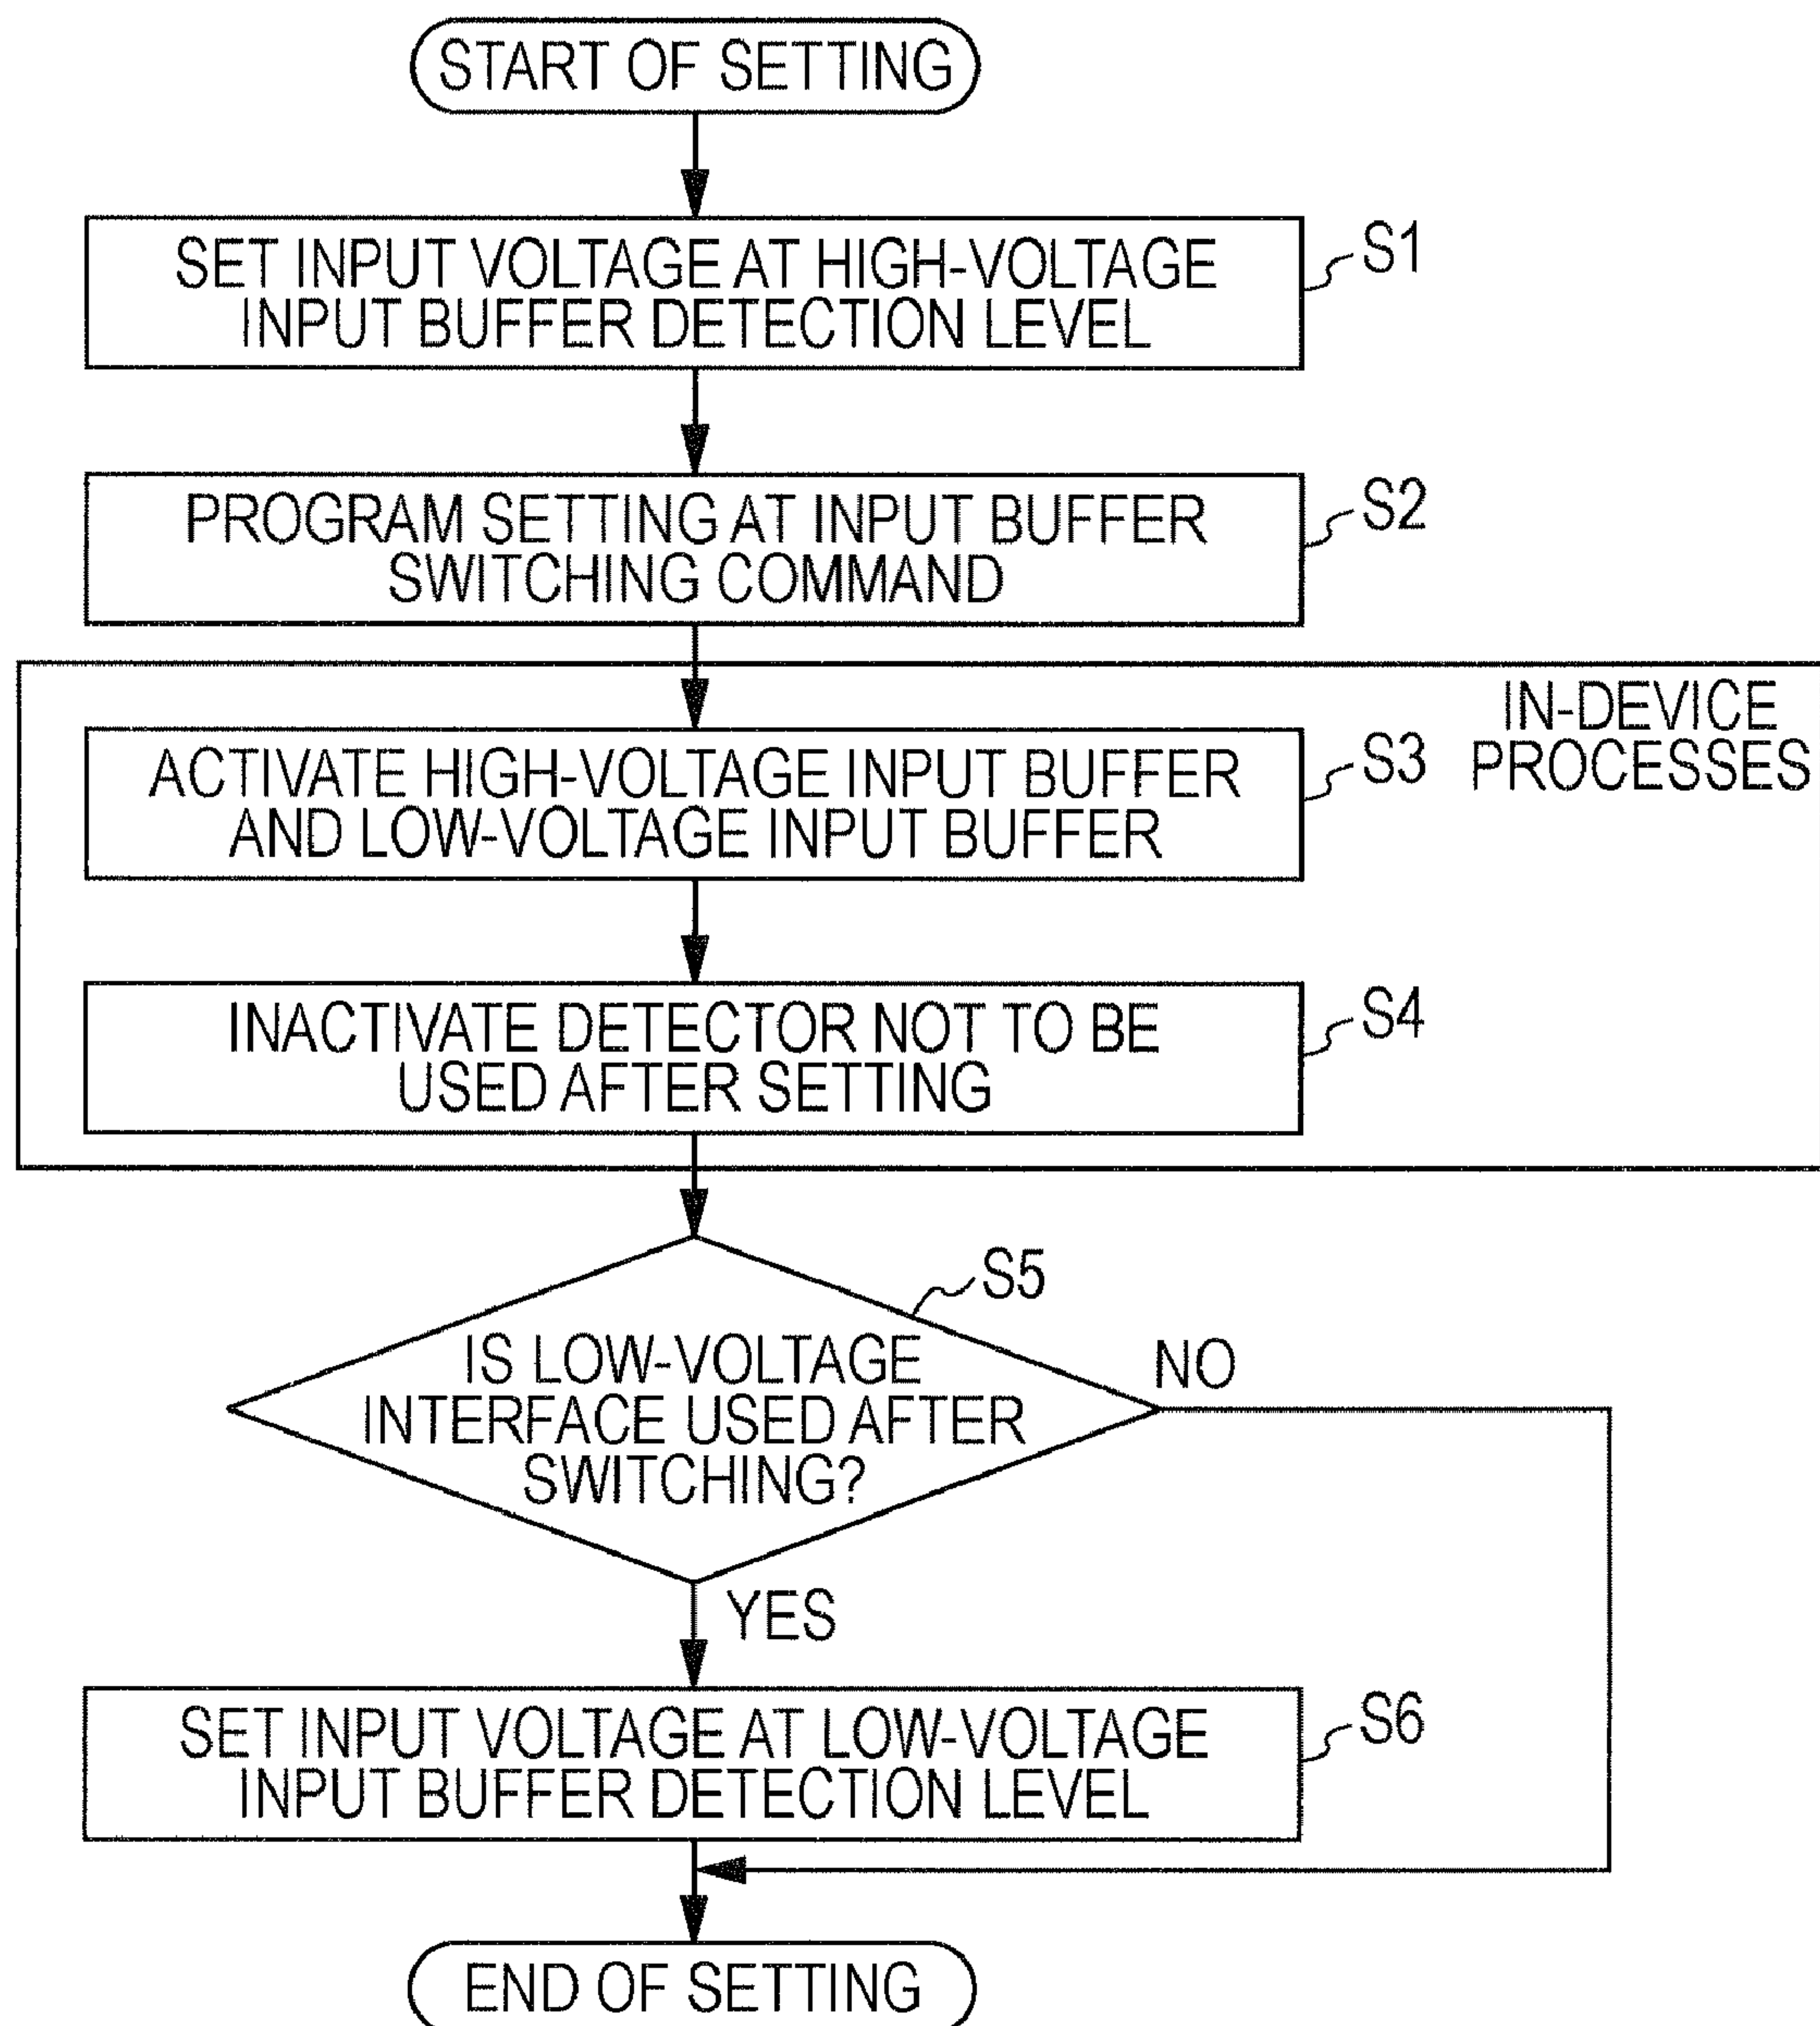 START OF SETTING
SET INPUT VOLTAGE AT HIGH-VOLTAGE
INPUT BUFFER DETECTION LEVEL
S1
PROGRAM SETTING AT INPUT BUFFER
SWITCHING COMMAND
S2
IN-DEVICE
PROCESSES
ACTIVATE HIGH-VOLTAGE INPUT BUFFER
AND LOW-VOLTAGE INPUT BUFFER
S3
INACTIVATE DETECTOR NOT TO BE
USED AFTER SETTING
S4
S5
IS LOW-VOLTAGE
INTERFACE USED AFTER
SWITCHING?
NO
YES
SET INPUT VOLTAGE AT LOW-VOLTAGE
INPUT BUFFER DETECTION LEVEL
S6
END OF SETTING